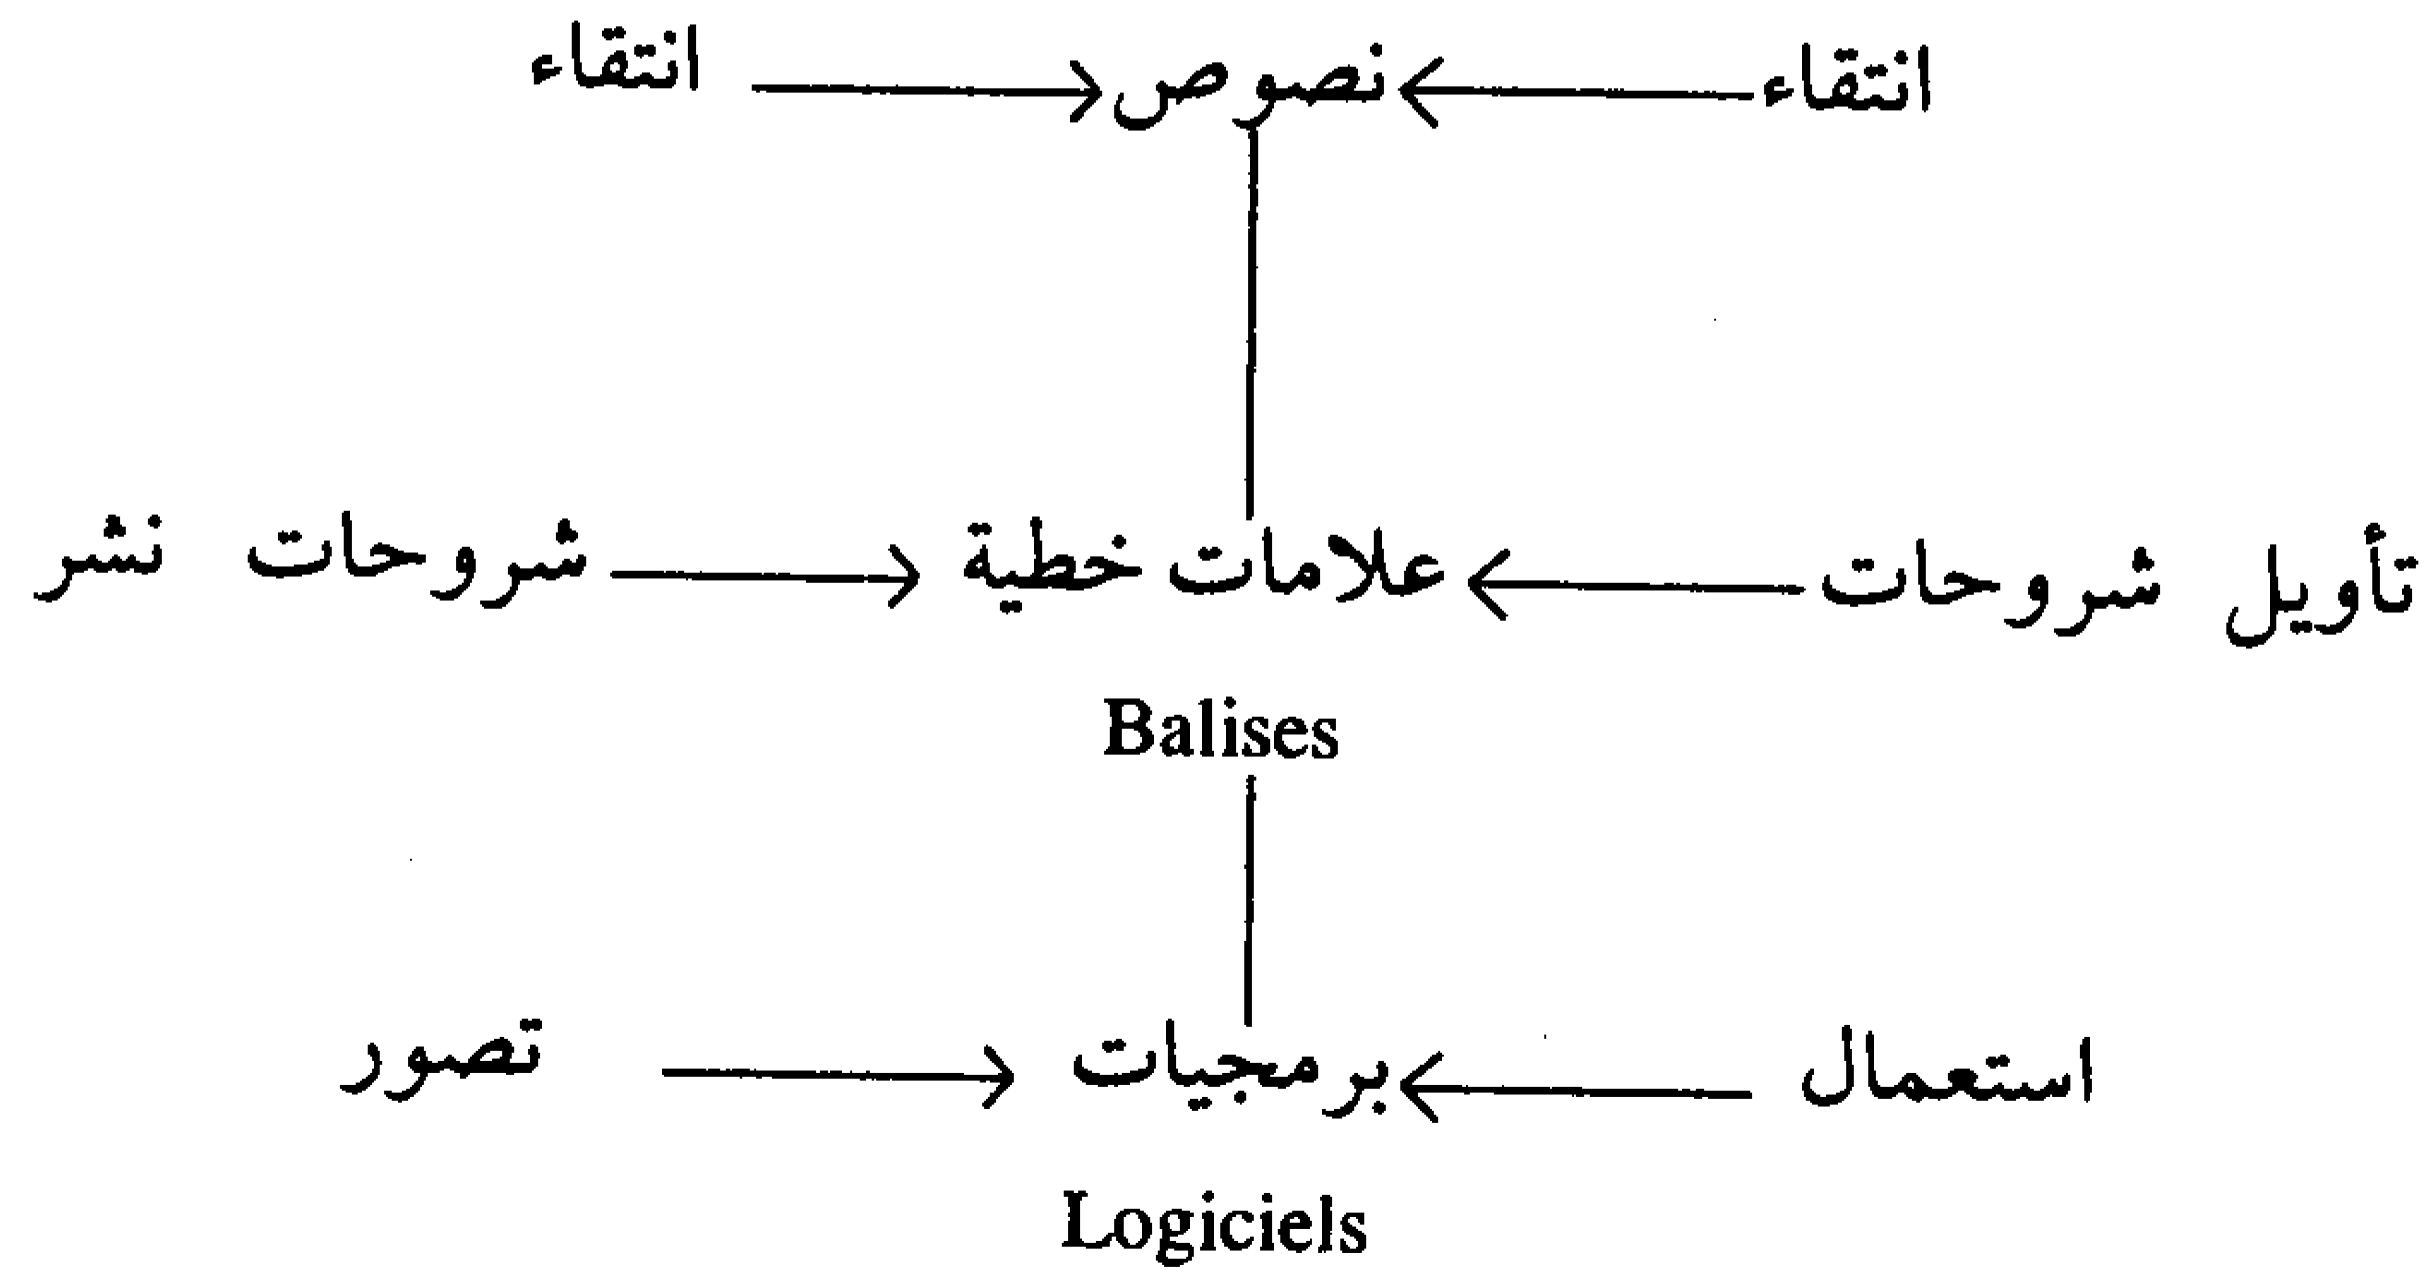 انتقاء نصوص انتقاء
تأويل شروحات علامات خطية شروحات نشر
Balises
استعمال برمجيات تصور
Logiciels